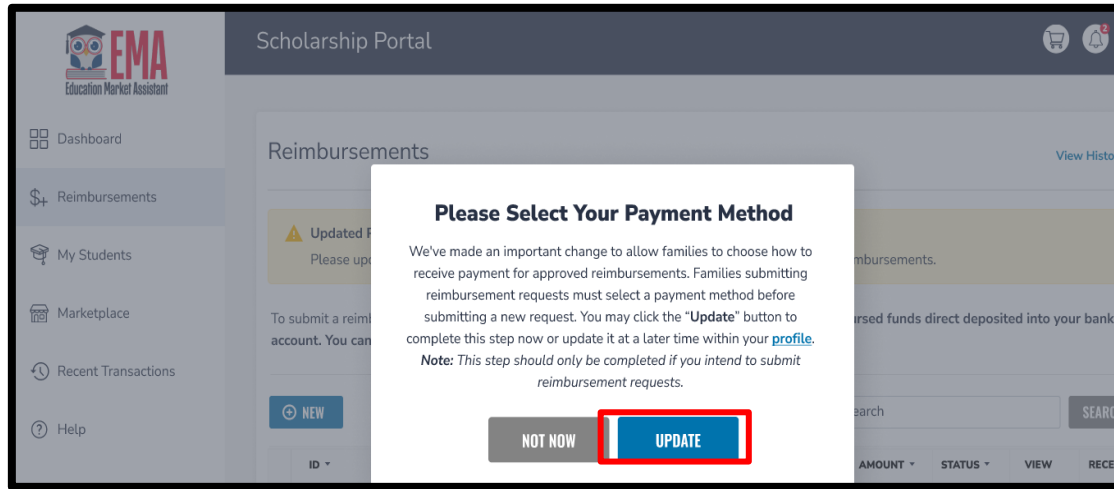 EMA
Education Market Assistant
Scholarship Portal
2
Dashboard
Reimbursements
My Students
Marketplace
Recent Transactions
Help
Reimbursements
View Histo
Updated
Please upd
mbursements.
To submit a reim
ursed funds direct deposited into your bank
account. You can
NEW
earch
SEARC
ID
AMOUNT
STATUS
VIEW
RECE
Please Select Your Payment Method
We've made an important change to allow families to choose how to
receive payment for approved reimbursements. Families submitting
reimbursement requests must select a payment method before
submitting a new request. You may click the “Update” button to
complete this step now or update it at a later time within your profile.
Note: This step should only be completed if you intend to submit
reimbursement requests.
NOT NOW
UPDATE